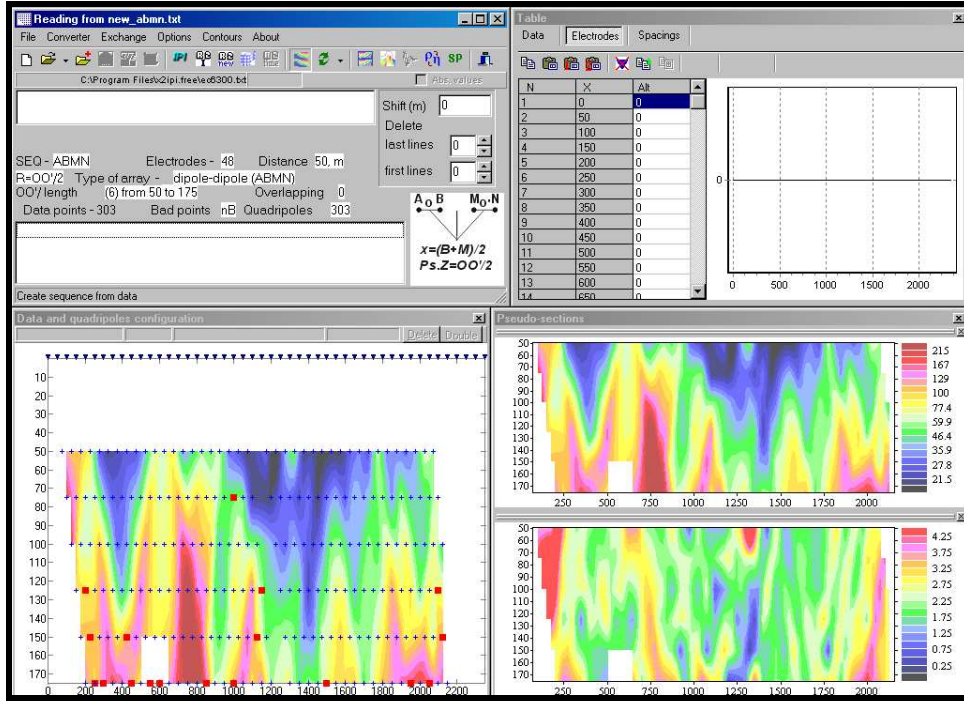 Reading from new_abmn.txt
File Converter Exchange Options Contours About
C:\Program Files\x2ipi.free\ec6300.txt
Abs. values
Shift (m) 0
Delete
last lines 0
first lines 0
SEQ - ABMN Electrodes - 48 Distance 50, m
R=OO'/2 Type of array - dipole-dipole (ABMN)
OO'/ length (6) from 50 to 175 Overlapping 0
Data points - 303 Bad points nB Quadripoles 303
A O B M O' N
x=(B+M)/2
Ps.Z=OO'/2
Create sequence from data
Table
Data Electrodes Spacings
N X Alt
1 0 0
2 50 0
3 100 0
4 150 0
5 200 0
6 250 0
7 300 0
8 350 0
9 400 0
10 450 0
11 500 0
12 550 0
13 600 0
14 650 0
0
0 500 1000 1500 2000
Data and quadripoles configuration
Delete Double
10
20
30
40
50
60
70
80
90
100
110
120
130
140
150
160
170
0 200 400 600 800 1000 1200 1400 1600 1800 2000 2200
Pseudo-sections
50
60
70
80
90
100
110
120
130
140
150
160
170
250 500 750 1000 1250 1500 1750 2000
215
167
129
100
77.4
59.9
46.4
35.9
27.8
21.5
50
60
70
80
90
100
110
120
130
140
150
160
170
250 500 750 1000 1250 1500 1750 2000
4.25
3.75
3.25
2.75
2.25
1.75
1.25
0.75
0.25